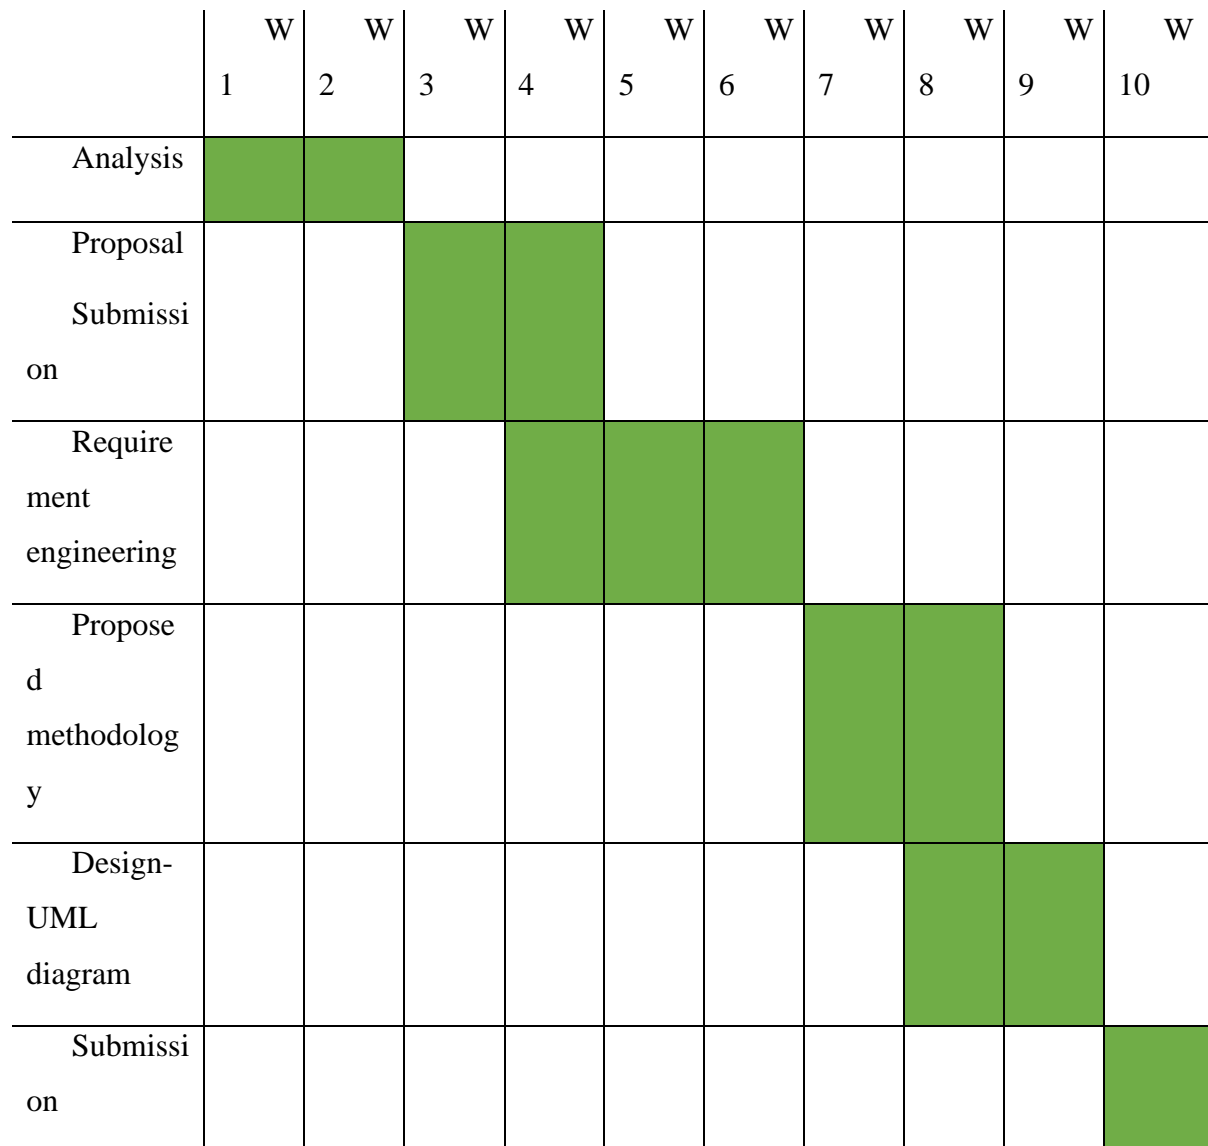 W W W W W W W W W W
1 2 3 4 5 6 7 8 9 10
Analysis
Proposal
Submissi
on
Require
ment
engineering
Propose
d
methodolog
y
Design-
UML
diagram
Submissi
on